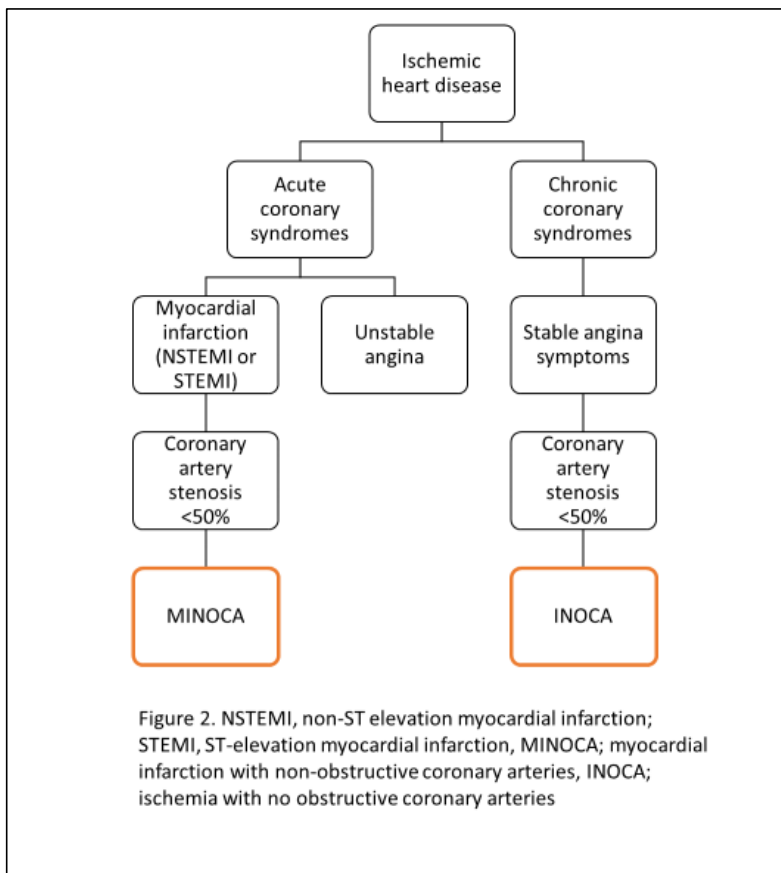 Ischemic
heart disease
Acute
coronary
syndromes
Chronic
coronary
syndromes
Myocardial
infarction
(NSTEMI or
STEMI)
Unstable
angina
Stable angina
symptoms
Coronary
artery
stenosis
<50%
Coronary
artery
stenosis
<50%
MINOCA
INOCA
Figure 2. NSTEMI, non-ST elevation myocardial infarction;
STEMI, ST-elevation myocardial infarction, MINOCA; myocardial
infarction with non-obstructive coronary arteries, INOCA;
ischemia with no obstructive coronary arteries